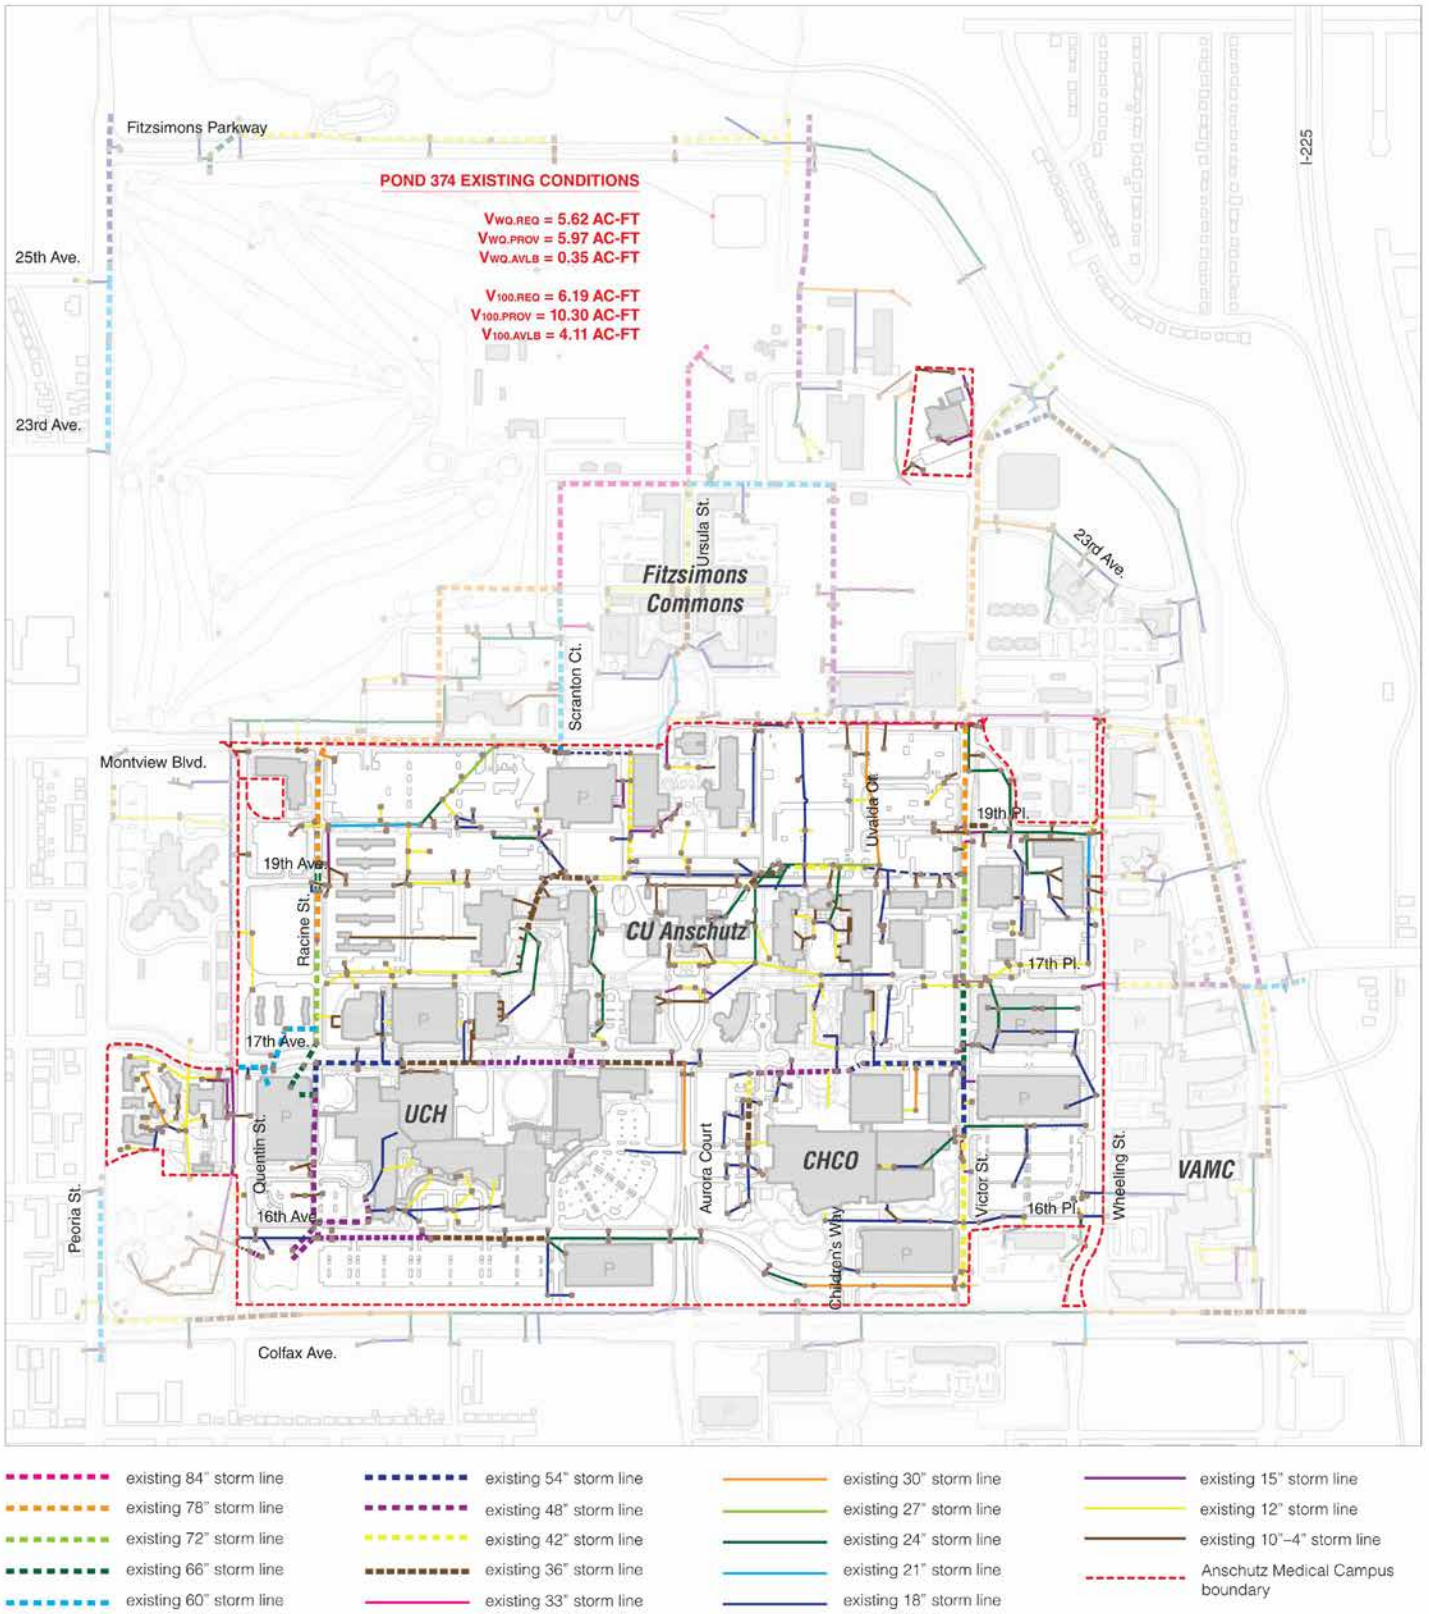 Fitzsimons Parkway
I-225
POND 374 EXISTING CONDITIONS
VWQ.REQ = 5.62 AC-FT
VWQ.PROV = 5.97 AC-FT
VWQ.AVLB = 0.35 AC-FT
25th Ave.
V100.REQ = 6.19 AC-FT
V100.PROV = 10.30 AC-FT
V100.AVLB = 4.11 AC-FT
23rd Ave.
Ursula St.
23rd Ave.
Fitzsimons
Commons
Scranton Ct.
Montview Blvd.
P
Uvalda Ct.
19th Pl.
19th Ave.
Racine St.
CU Anschutz
17th Pl.
P
P
17th Ave.
P
UCH
P
Quentin St.
Aurora Court
CHCO
Victor St.
Wheeling St.
VAMC
Peoria St.
16th Ave.
16th Pl.
Children's Way
P
P
Colfax Ave.
existing 84" storm line
existing 78" storm line
existing 72" storm line
existing 66" storm line
existing 60" storm line
existing 54" storm line
existing 48" storm line
existing 42" storm line
existing 36" storm line
existing 33" storm line
existing 30" storm line
existing 27" storm line
existing 24" storm line
existing 21" storm line
existing 18" storm line
existing 15" storm line
existing 12" storm line
existing 10"–4" storm line
Anschutz Medical Campus
boundary